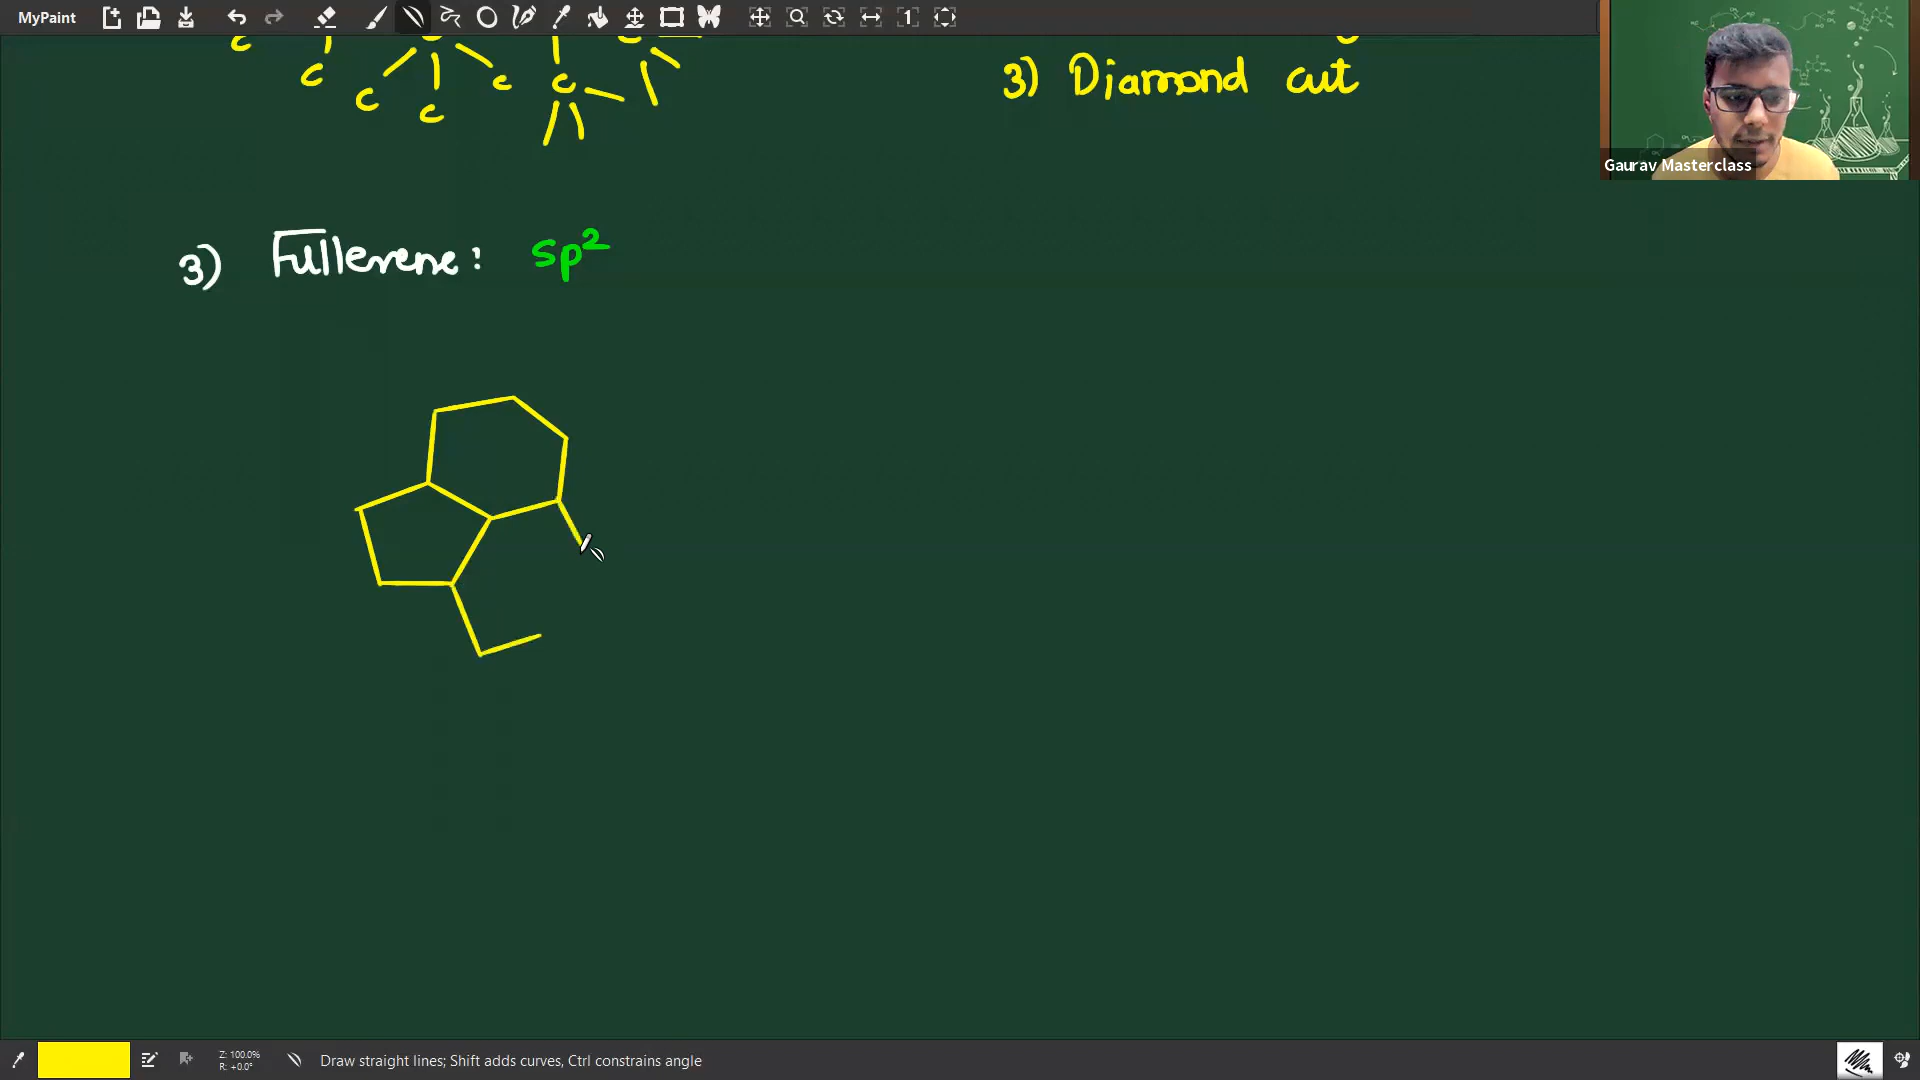 MyPaint
1
c
c
c
c
c
c
c
3) Diamond cut
Gaurav Masterclass
3) Fullerene: Sp²
Z: 100.0%
R: +0.0°
Draw straight lines; Shift adds curves, Ctrl constrains angle